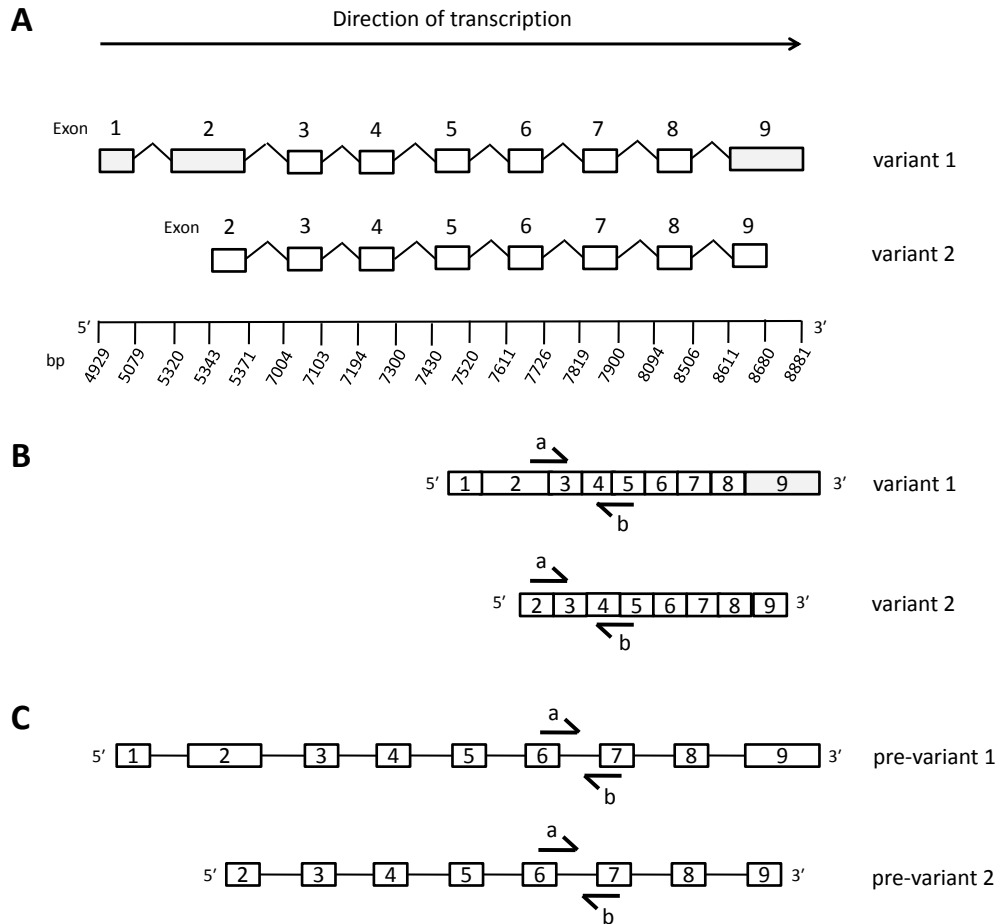 A
Direction of transcription
Exon 1 2 3 4 5 6 7 8 9
variant 1
Exon 2 3 4 5 6 7 8 9
variant 2
5′ 3′
bp 4929 5079 5320 5343 5371 7004 7103 7194 7300 7430 7520 7611 7726 7819 7900 8094 8506 8611 8680 8881
B
a
5′ 1 2 3 4 5 6 7 8 9 3′ variant 1
b
a
5′ 2 3 4 5 6 7 8 9 3′ variant 2
b
C
a
5′ 1 2 3 4 5 6 7 8 9 3′ pre-variant 1
b
a
5′ 2 3 4 5 6 7 8 9 3′ pre-variant 2
b